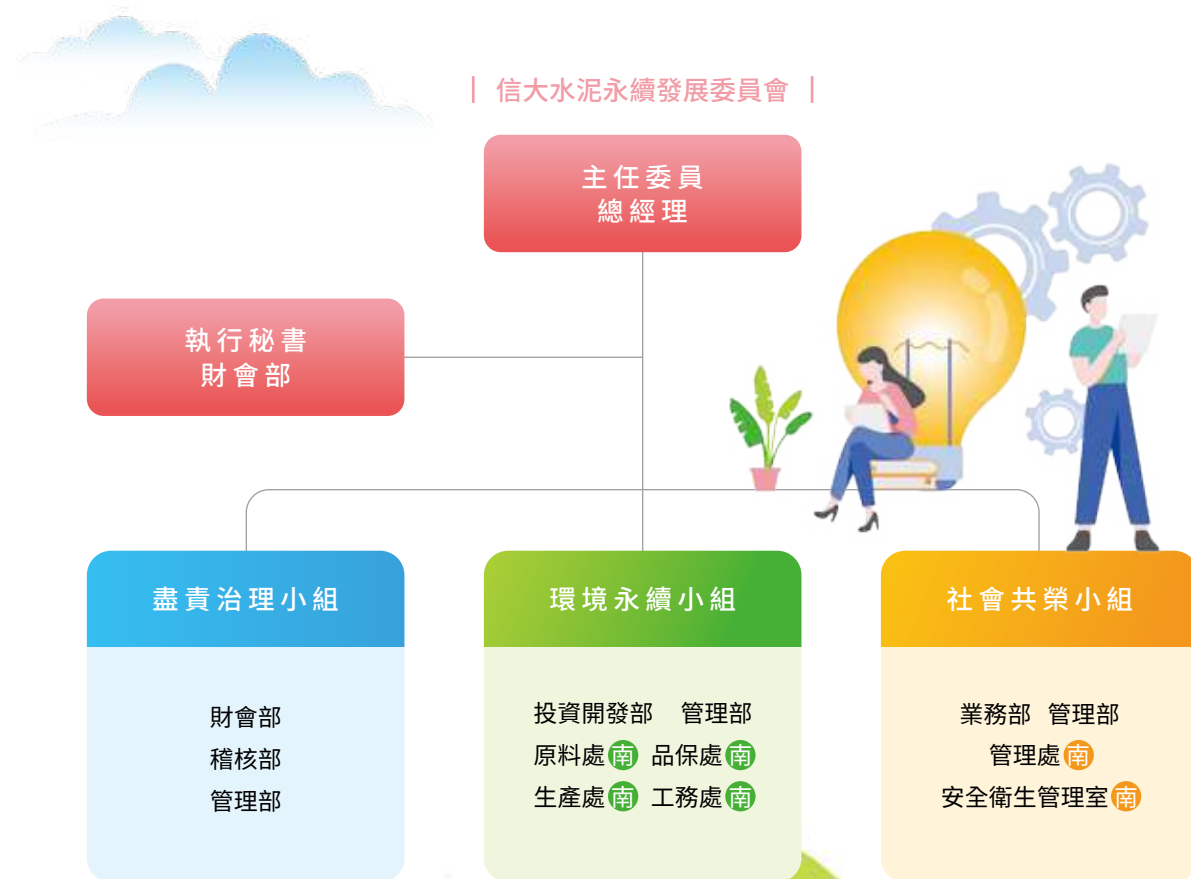 ｜ 信大水泥永續發展委員會 ｜
主任委員
總經理
執行秘書
財會部
盡責治理小組
財會部
稽核部
管理部
環境永續小組
投資開發部 管理部
原料處南 品保處南
生產處南 工務處南
社會共榮小組
業務部 管理部
管理處南
安全衛生管理室南